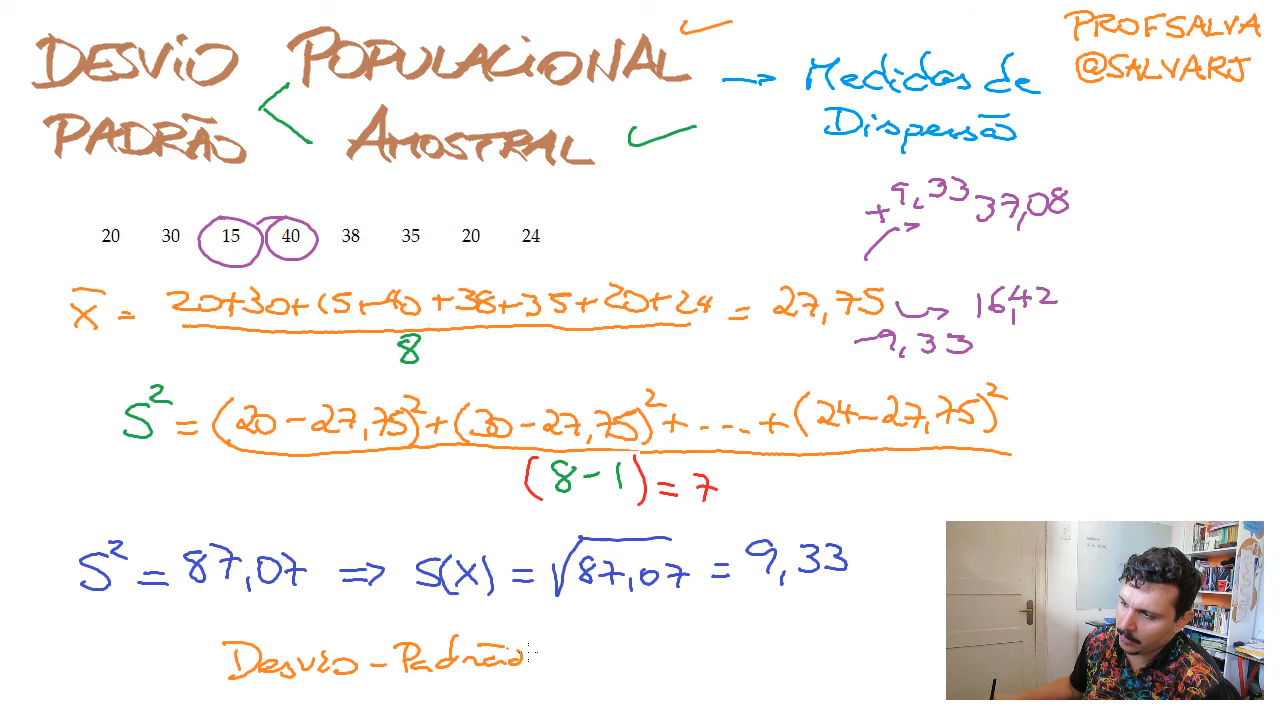 DESVIO POPULACIONAL
PADRÃO AMOSTRAL
→ Medidas de
Dispersão
PROFSALVA
@SALVARJ
20 30 15 40 38 35 20 24
+9,33 37,08
X̅ = 20+30+15+40+38+35+20+24 = 27,75 → 16,42
8
-9,33
S² = (20-27,75)²+(30-27,75)²+...+(24-27,75)²
(8-1) = 7
S² = 87,07 => S(X) = √87,07 = 9,33
Desvio-Padrão